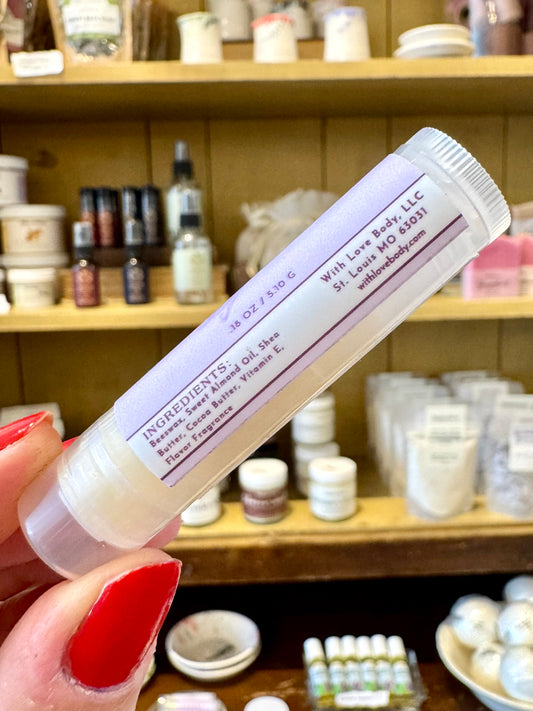 .18 OZ / 5.10 G
INGREDIENTS:
Beeswax, Sweet Almond Oil, Shea
Butter, Cocoa Butter, Vitamin E,
Flavor Fragrance
With Love Body, LLC
St. Louis MO 63031
withlovebody.com